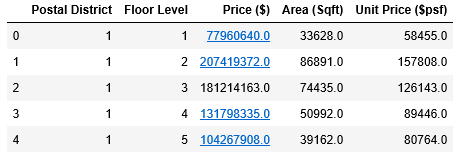 Postal District Floor Level Price ($) Area (Sqft) Unit Price ($psf)
0 1 1 77960640.0 33628.0 58455.0
1 1 2 207419372.0 86891.0 157808.0
2 1 3 181214163.0 74435.0 126143.0
3 1 4 131798335.0 50992.0 89446.0
4 1 5 104267908.0 39162.0 80764.0